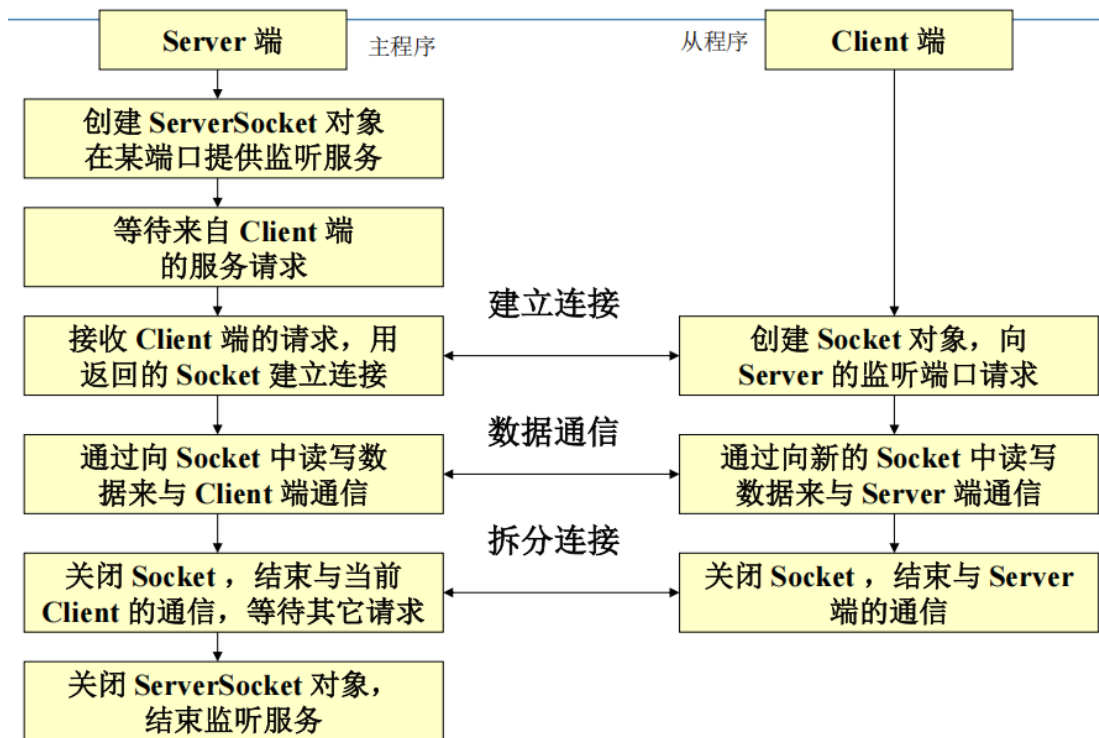 Server 端
主程序
从程序
Client 端
创建 ServerSocket 对象
在某端口提供监听服务
等待来自 Client 端
的服务请求
建立连接
接收 Client 端的请求，用
返回的 Socket 建立连接
创建 Socket 对象，向
Server 的监听端口请求
数据通信
通过向 Socket 中读写数
据来与 Client 端通信
通过向新的 Socket 中读写
数据来与 Server 端通信
拆分连接
关闭 Socket ，结束与当前
Client 的通信，等待其它请求
关闭 Socket ，结束与 Server
端的通信
关闭 ServerSocket 对象，
结束监听服务